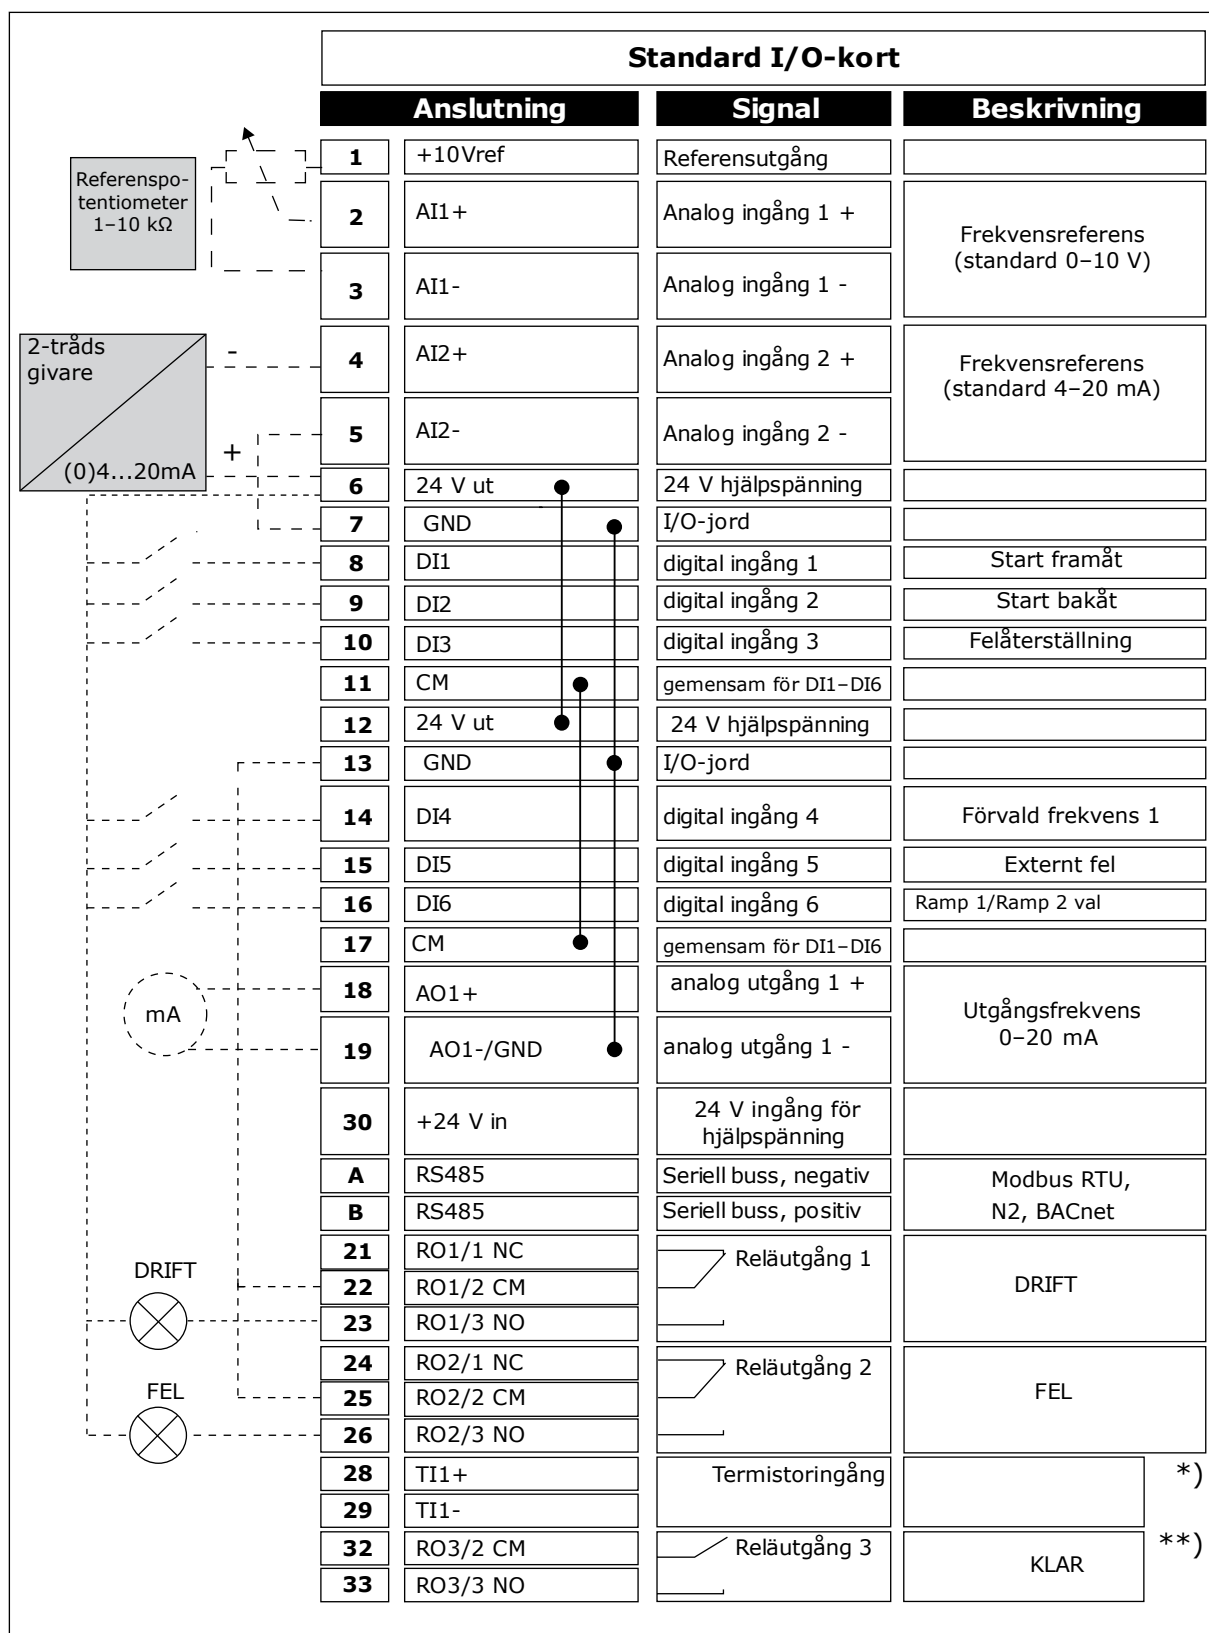 Standard I/O-kort
Anslutning Signal Beskrivning
1 +10Vref Referensutgång
Referenspo-
tentiometer
1–10 kΩ
2 AI1+ Analog ingång 1 +
Frekvensreferens
(standard 0–10 V)
3 AI1- Analog ingång 1 -
2-tråds
givare
-
+
(0)4...20mA
4 AI2+ Analog ingång 2 +
Frekvensreferens
(standard 4–20 mA)
5 AI2- Analog ingång 2 -
6 24 V ut 24 V hjälpspänning
7 GND I/O-jord
8 DI1 digital ingång 1 Start framåt
9 DI2 digital ingång 2 Start bakåt
10 DI3 digital ingång 3 Felåterställning
11 CM gemensam för DI1–DI6
12 24 V ut 24 V hjälpspänning
13 GND I/O-jord
14 DI4 digital ingång 4 Förvald frekvens 1
15 DI5 digital ingång 5 Externt fel
16 DI6 digital ingång 6 Ramp 1/Ramp 2 val
17 CM gemensam för DI1–DI6
mA
18 AO1+ analog utgång 1 +
Utgångsfrekvens
0–20 mA
19 AO1-/GND analog utgång 1 -
30 +24 V in 24 V ingång för
hjälpspänning
A RS485 Seriell buss, negativ Modbus RTU,
B RS485 Seriell buss, positiv N2, BACnet
21 RO1/1 NC Reläutgång 1
DRIFT
22 RO1/2 CM DRIFT
23 RO1/3 NO
24 RO2/1 NC Reläutgång 2
FEL
25 RO2/2 CM FEL
26 RO2/3 NO
28 TI1+ Termistoringång *)
29 TI1-
32 RO3/2 CM Reläutgång 3 KLAR **)
33 RO3/3 NO